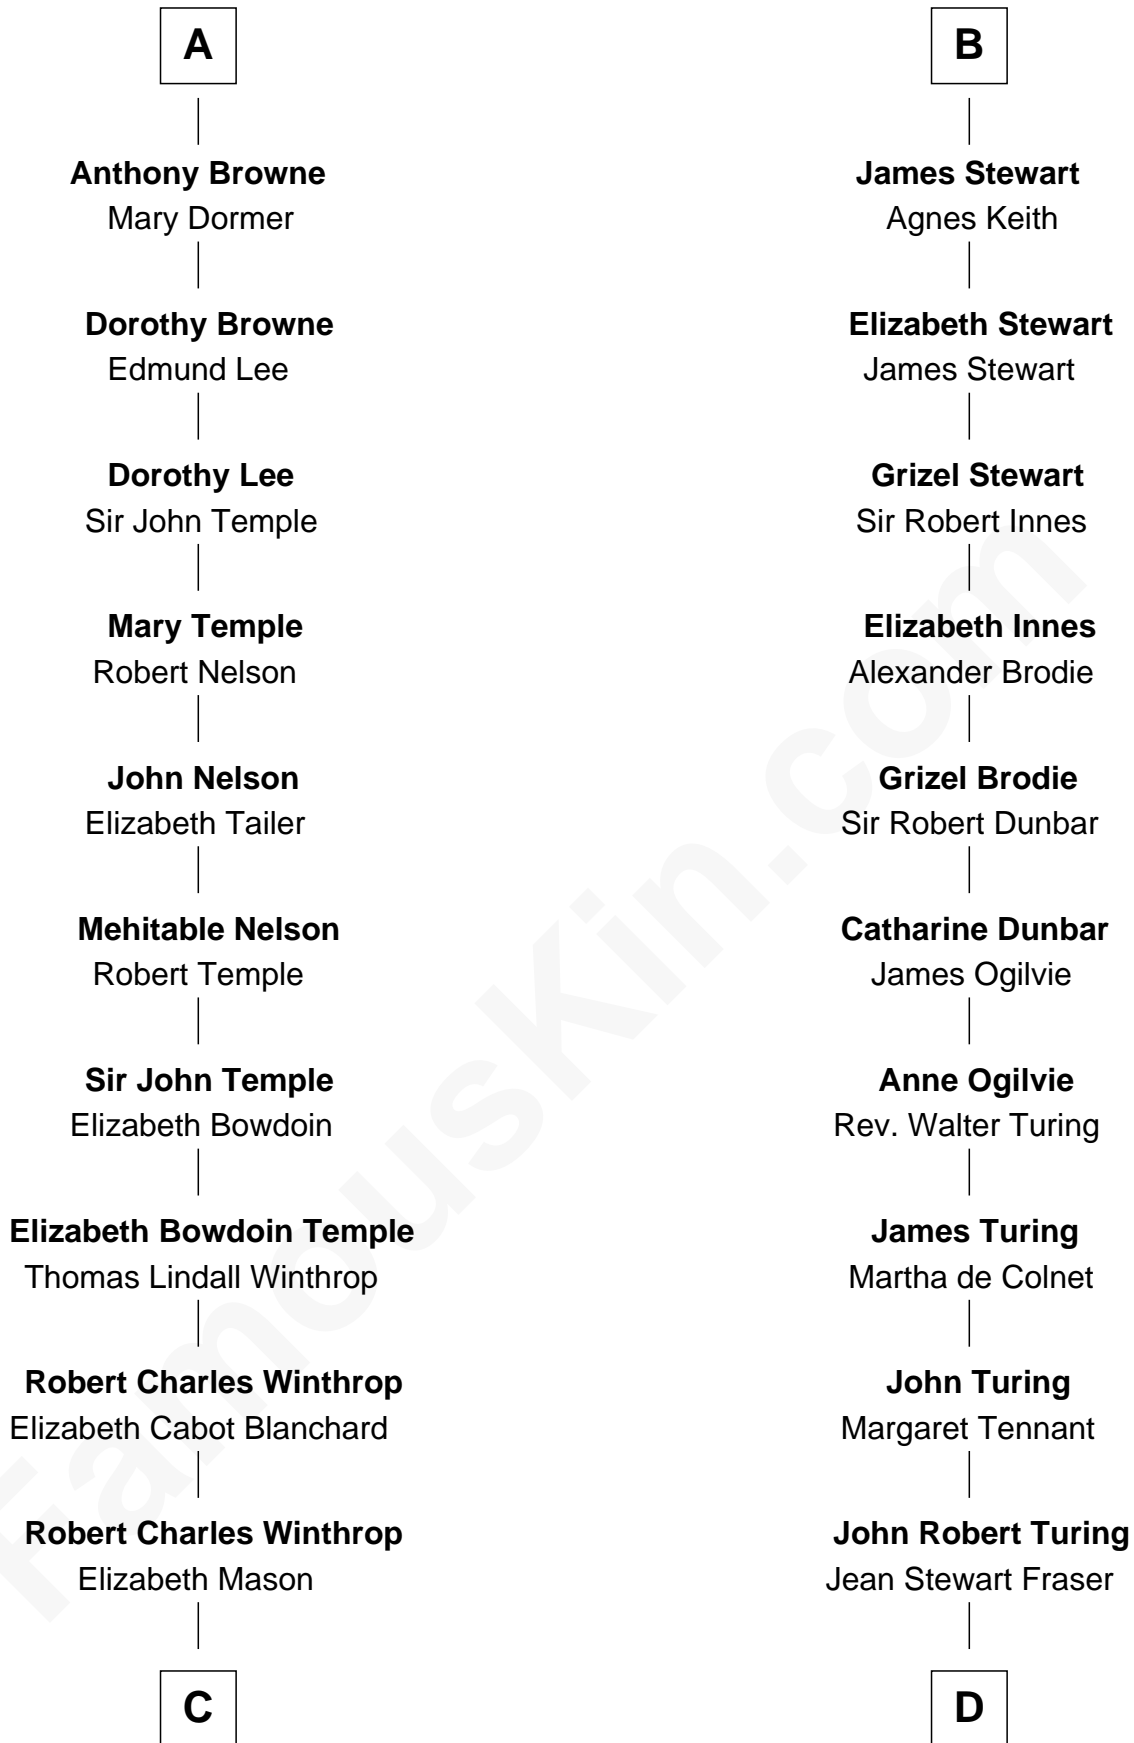 A
Anthony Browne
Mary Dormer
Dorothy Browne
Edmund Lee
Dorothy Lee
Sir John Temple
Mary Temple
Robert Nelson
John Nelson
Elizabeth Tailer
Mehitable Nelson
Robert Temple
Sir John Temple
Elizabeth Bowdoin
Elizabeth Bowdoin Temple
Thomas Lindall Winthrop
Robert Charles Winthrop
Elizabeth Cabot Blanchard
Robert Charles Winthrop
Elizabeth Mason
C
B
James Stewart
Agnes Keith
Elizabeth Stewart
James Stewart
Grizel Stewart
Sir Robert Innes
Elizabeth Innes
Alexander Brodie
Grizel Brodie
Sir Robert Dunbar
Catharine Dunbar
James Ogilvie
Anne Ogilvie
Rev. Walter Turing
James Turing
Martha de Colnet
John Turing
Margaret Tennant
John Robert Turing
Jean Stewart Fraser
D
FamousKin.com